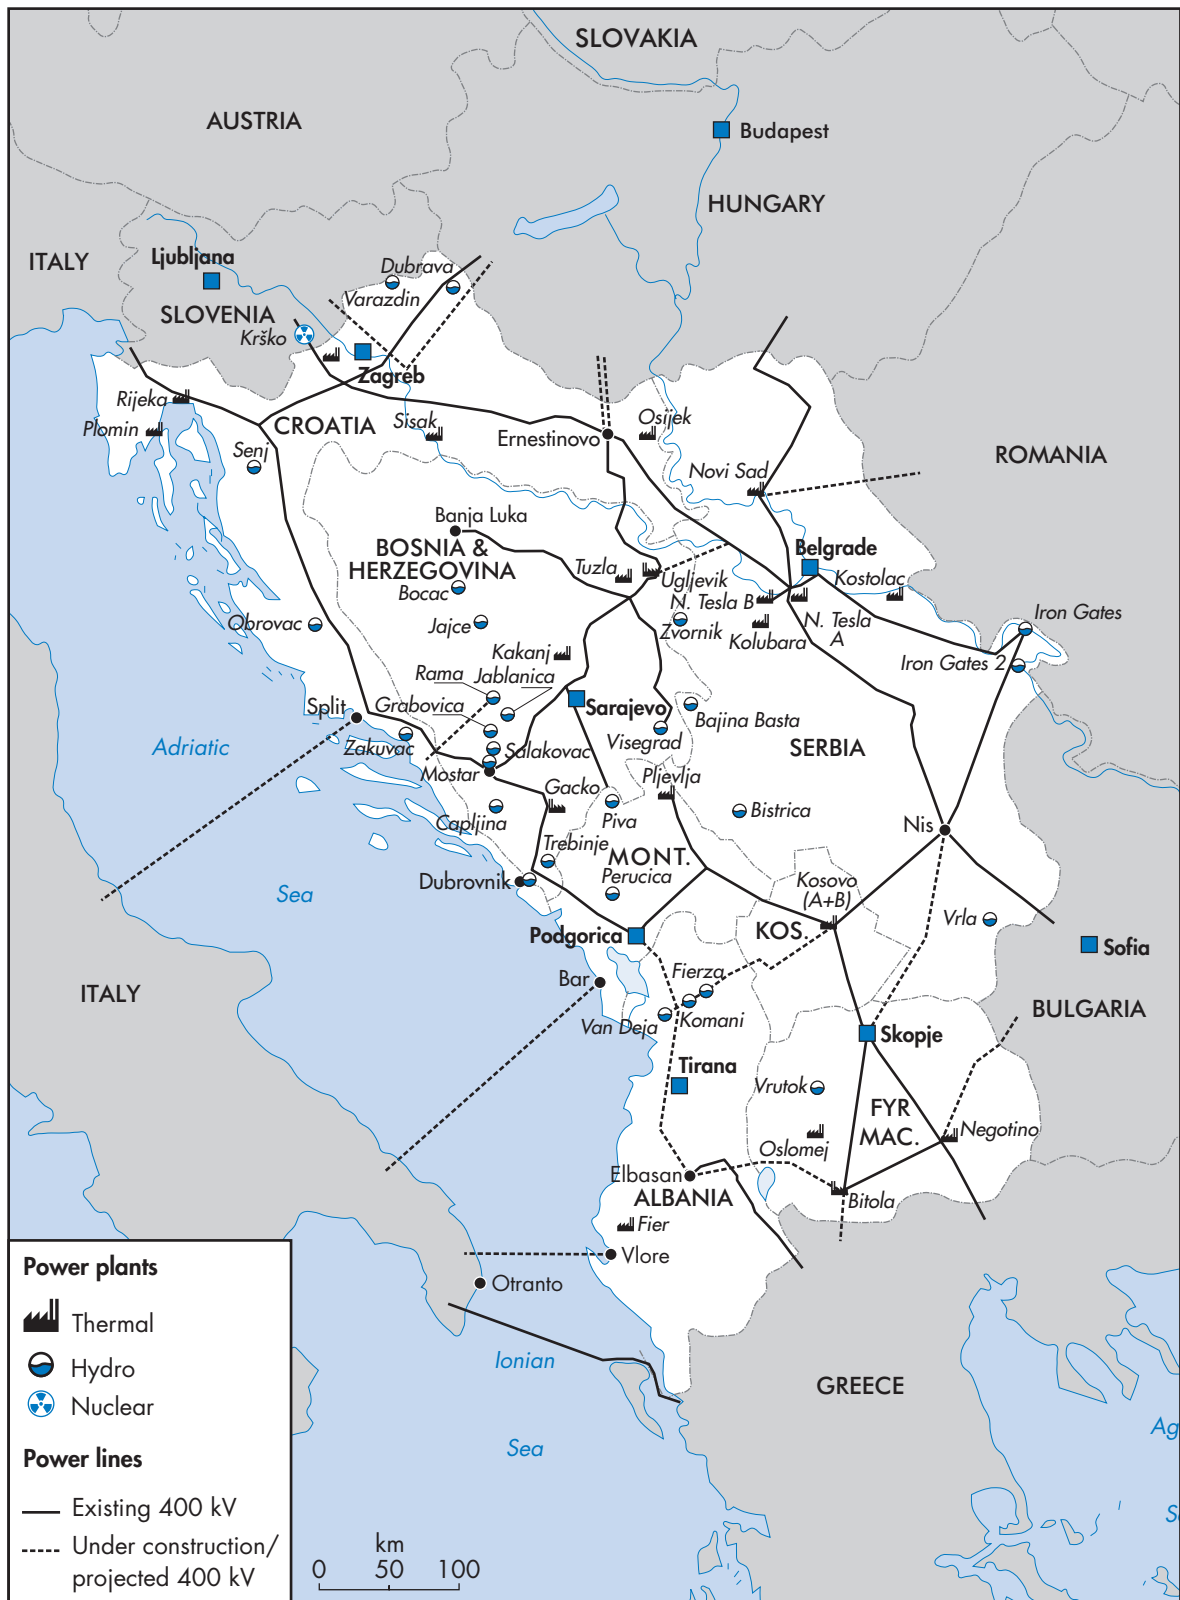 SLOVAKIA
AUSTRIA
Budapest
HUNGARY
ITALY
Ljubljana
Dubrava
Varazdin
SLOVENIA
Krško
Zagreb
Rijeka
CROATIA
Plomin
Sisak
Osijek
Ernestinovo
Senj
ROMANIA
Novi Sad
Banja Luka
BOSNIA &
HERZEGOVINA
Belgrade
Tuzla
Ugljevik
Kostolac
Bocac
N. Tesla B
N. Tesla
A
Iron Gates
Obrovac
Jajce
Zvornik
Kolubara
Kakanj
Iron Gates 2
Rama
Jablanica
Grabovica
Split
Sarajevo
Bajina Basta
Adriatic
Zakuvac
Salakovac
Visegrad
SERBIA
Mostar
Gacko
Pljevlja
Capljina
Piva
Bistrica
Nis
Trebinje
MONT.
Dubrovnik
Perucica
Kosovo
(A+B)
Sea
Vrla
Podgorica
KOS.
Sofia
Bar
Fierza
ITALY
Van Deja
Komani
BULGARIA
Skopje
Tirana
Vrutok
FYR
MAC.
Negotino
Oslomej
Elbasan
ALBANIA
Bitola
Fier
Vlore
Otranto
Ionian
GREECE
Sea
Ag
S
Power plants
Thermal
Hydro
Nuclear
Power lines
Existing 400 kV
Under construction/
projected 400 kV
km
0 50 100